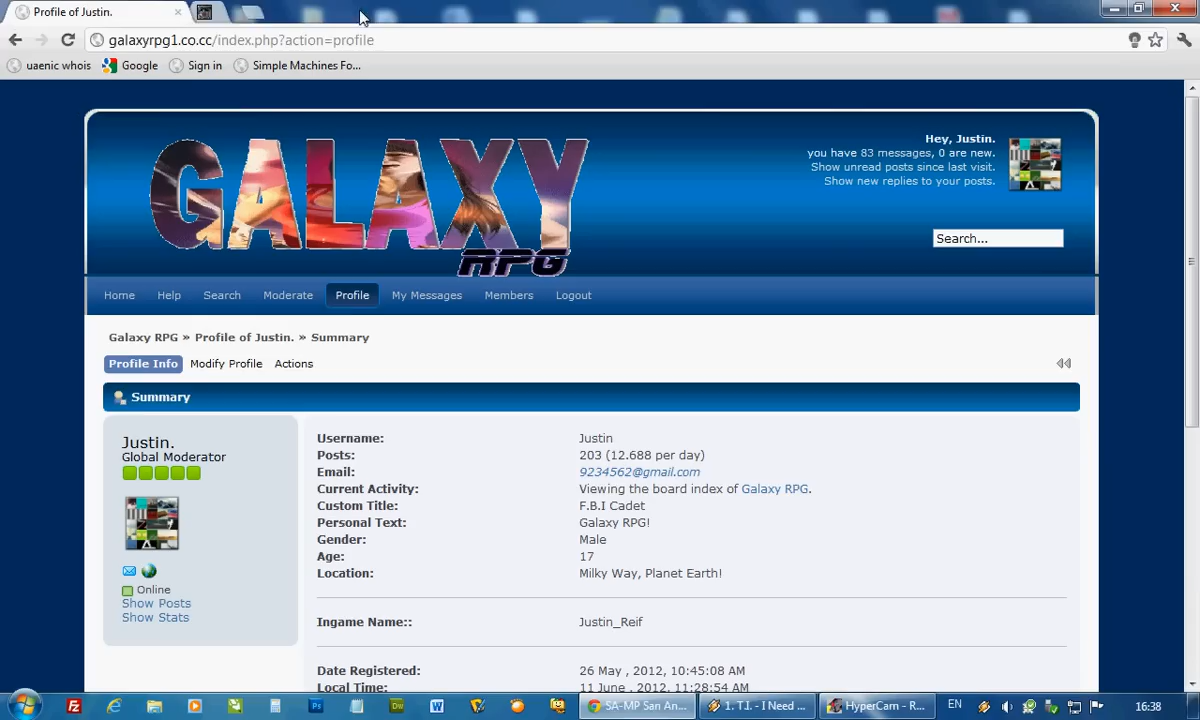 Profile of Justin.
galaxyrpg1.co.cc/index.php?action=profile
uaenic whois Google Sign in Simple Machines Fo...
GALAXY
RPG
Hey, Justin.
you have 83 messages, 0 are new.
Show unread posts since last visit.
Show new replies to your posts.
Search...
Home Help Search Moderate Profile My Messages Members Logout
Galaxy RPG » Profile of Justin. » Summary
Profile Info Modify Profile Actions
Summary
Justin.
Global Moderator
Online
Show Posts
Show Stats
Username: Justin
Posts: 203 (12.688 per day)
Email: 9234562@gmail.com
Current Activity: Viewing the board index of Galaxy RPG.
Custom Title: F.B.I Cadet
Personal Text: Galaxy RPG!
Gender: Male
Age: 17
Location: Milky Way, Planet Earth!
Ingame Name:: Justin_Reif
Date Registered: 26 May , 2012, 10:45:08 AM
Local Time: 11 June , 2012, 11:28:54 AM
SA-MP San An... 1. T.I. - I Need ... HyperCam - R... EN 16:38